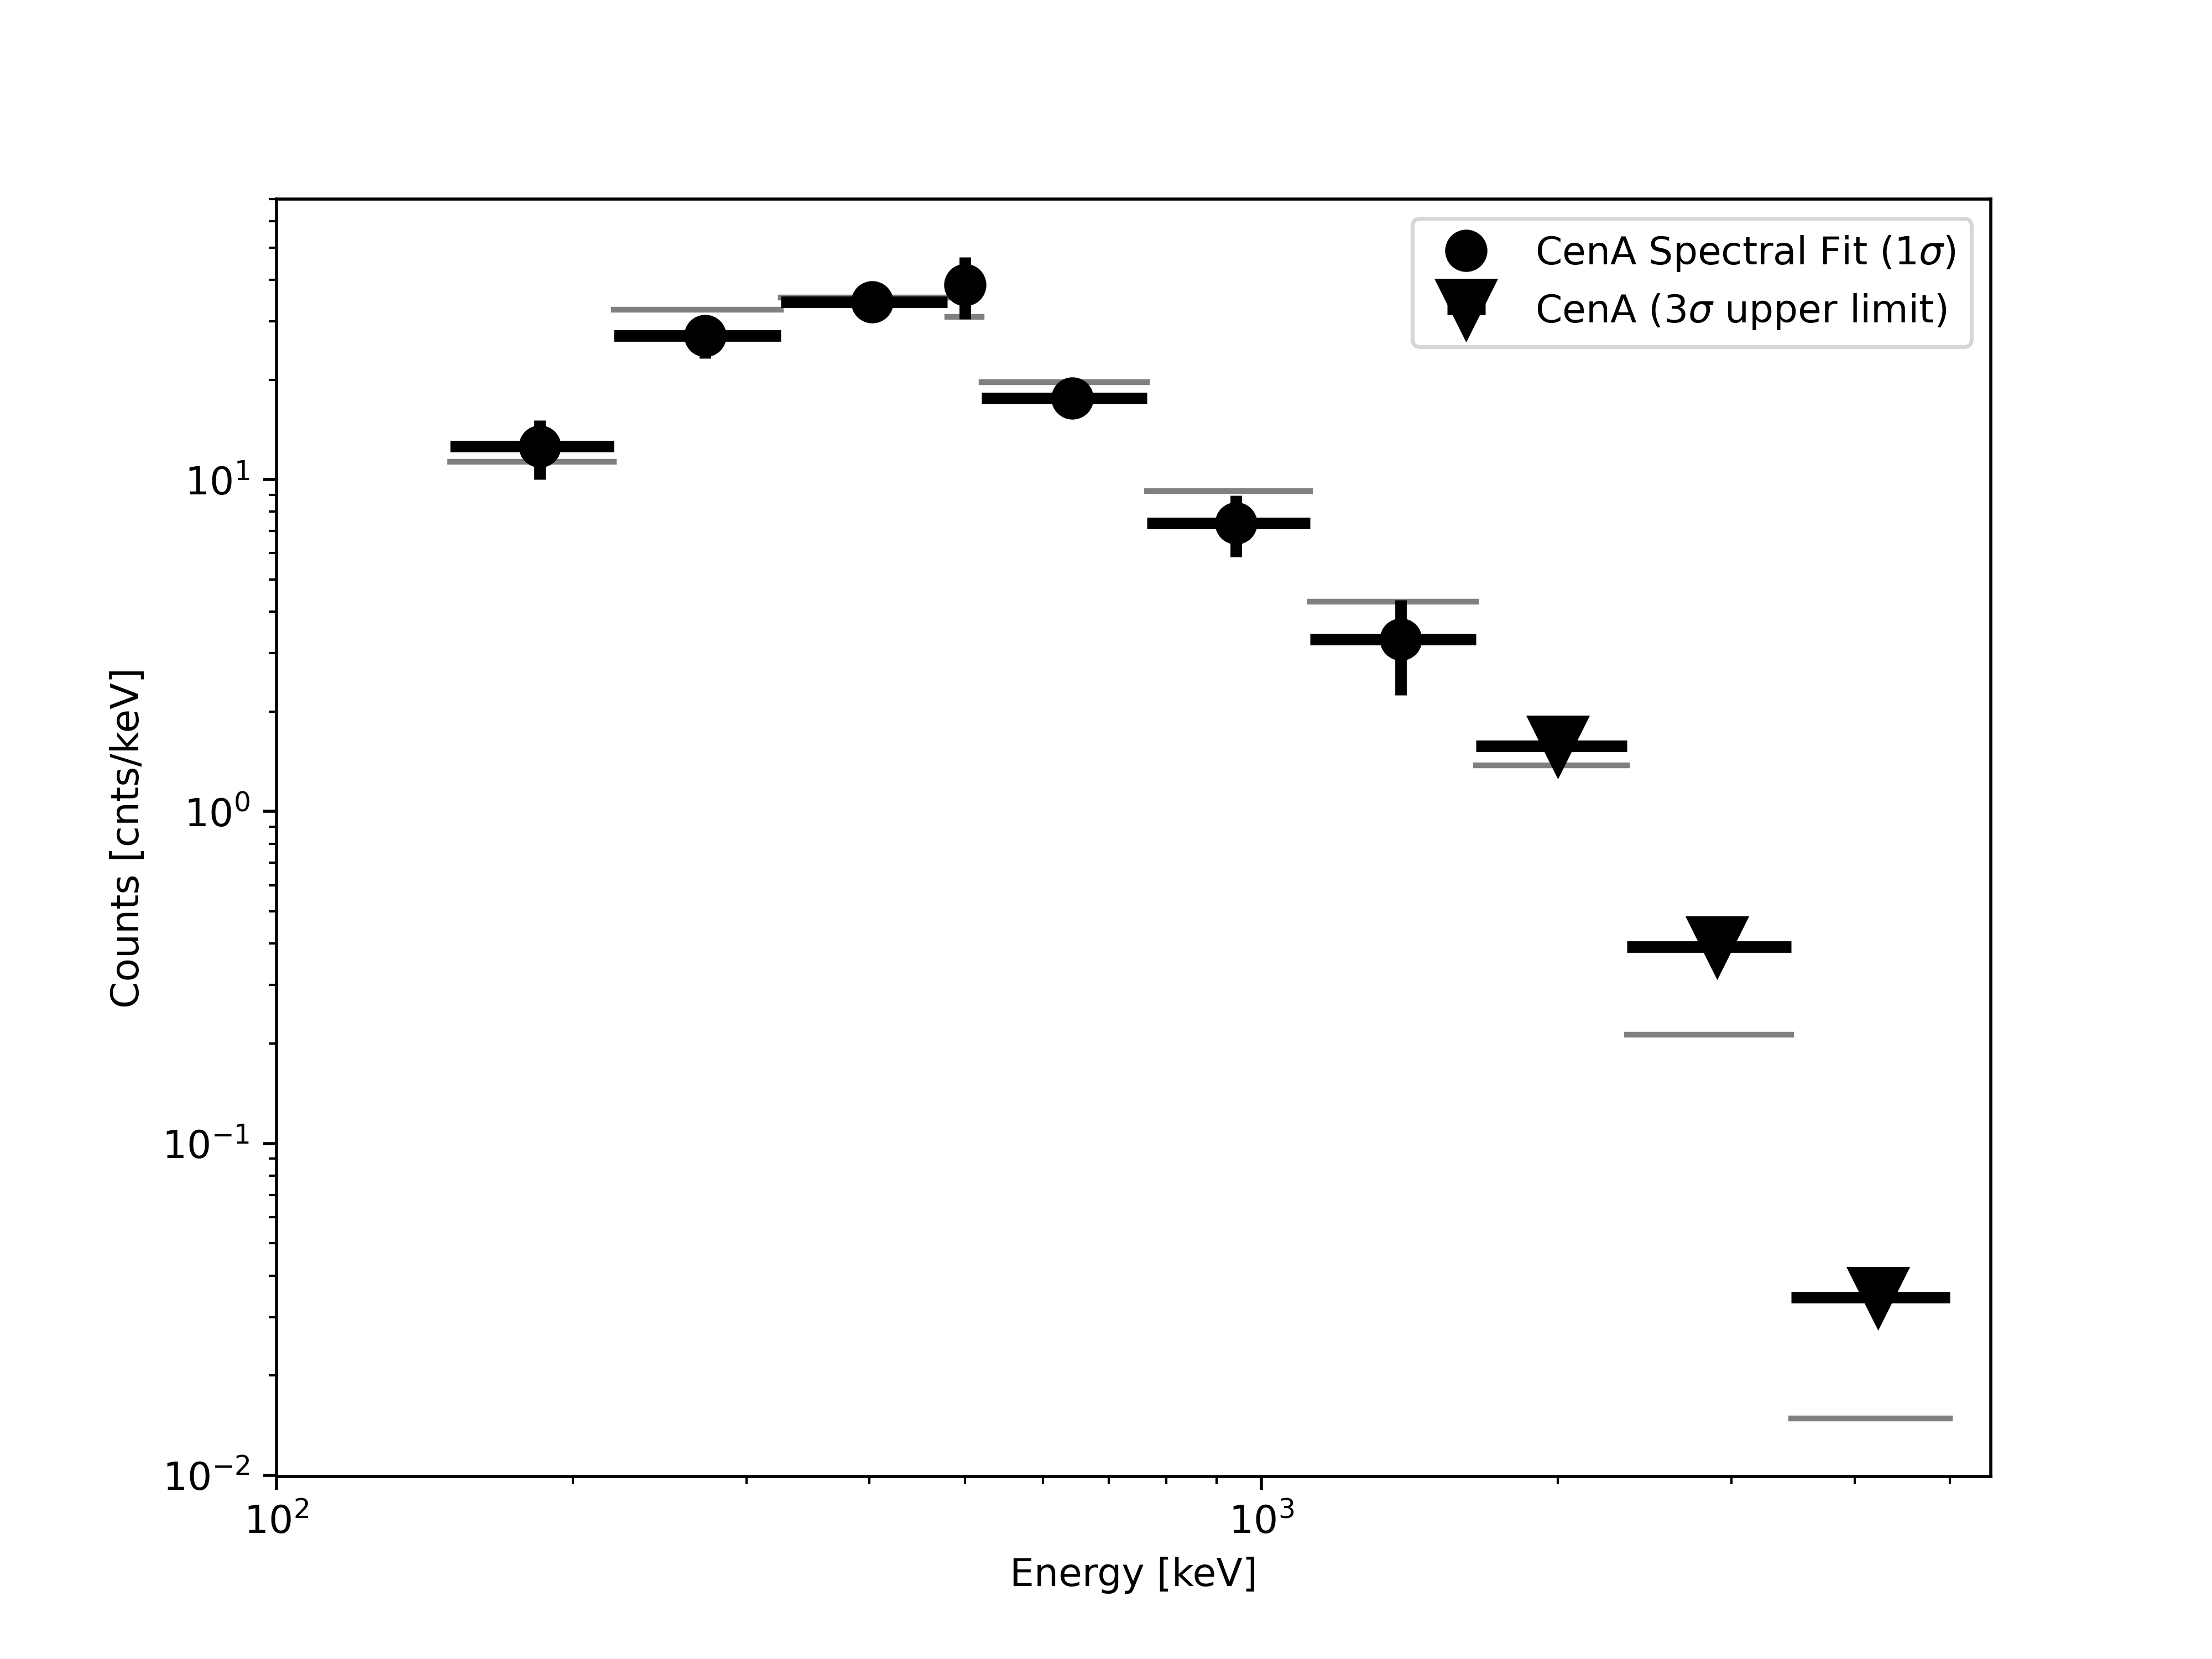 CenA Spectral Fit (1σ)
CenA (3σ upper limit)
Counts [cnts/keV]
10¹
10⁰
10⁻¹
10⁻²
10²
10³
Energy [keV]